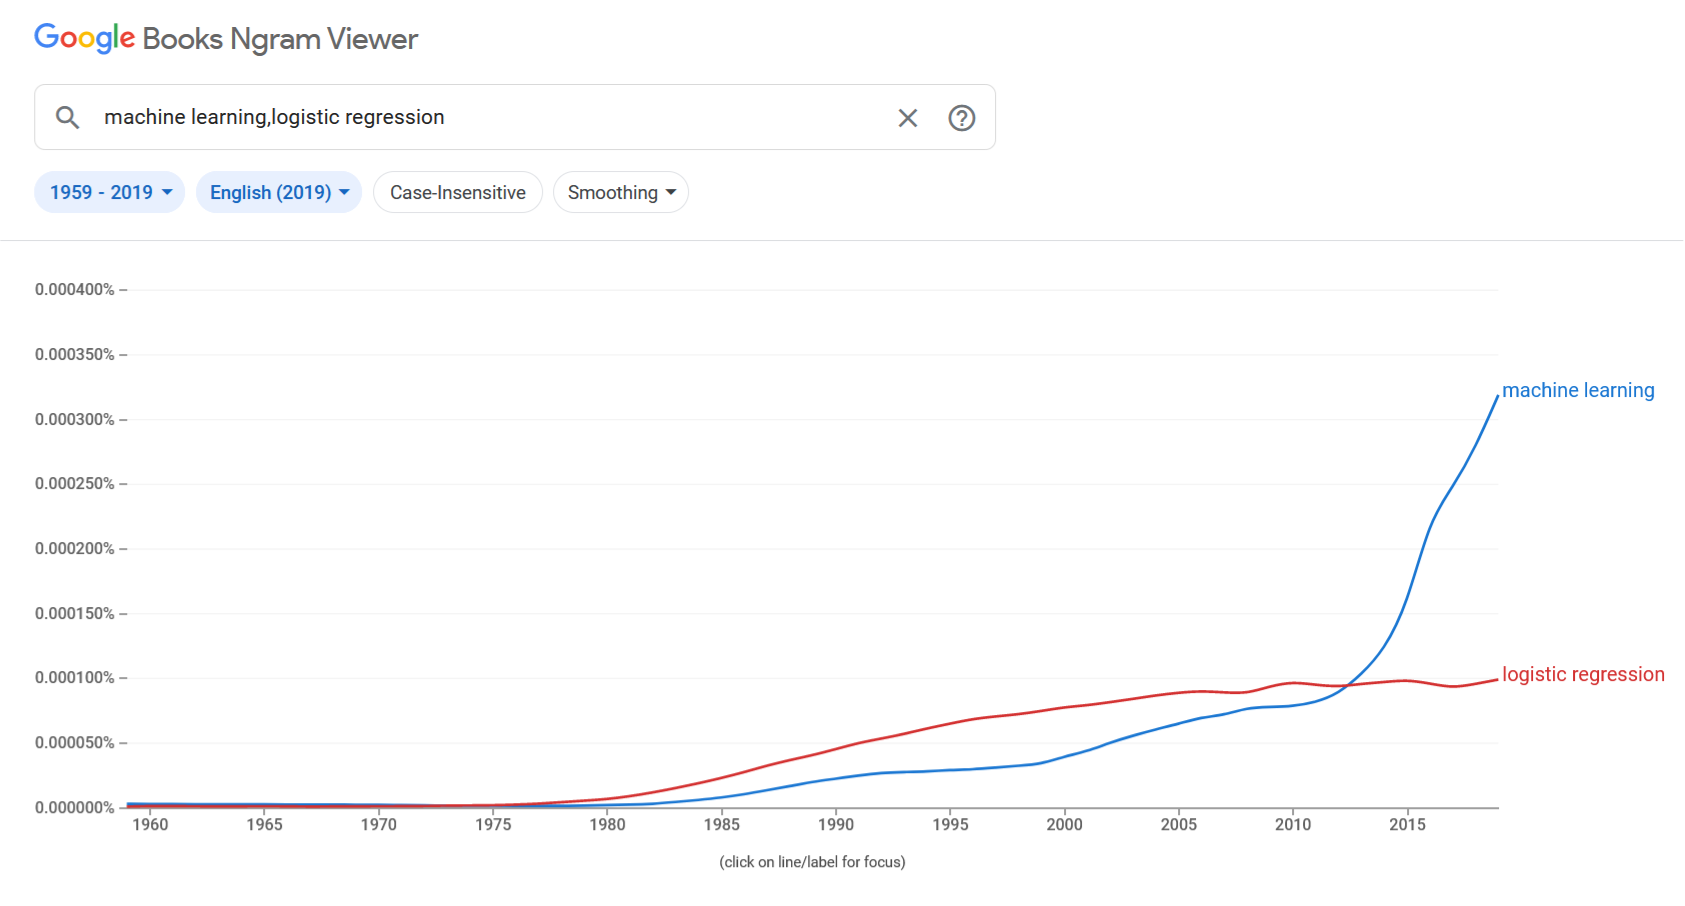 Google Books Ngram Viewer
machine learning,logistic regression
1959 - 2019 English (2019) Case-Insensitive Smoothing
0.000400%
0.000350%
0.000300%
0.000250%
0.000200%
0.000150%
0.000100%
0.000050%
0.000000%
machine learning
logistic regression
1960 1965 1970 1975 1980 1985 1990 1995 2000 2005 2010 2015
(click on line/label for focus)